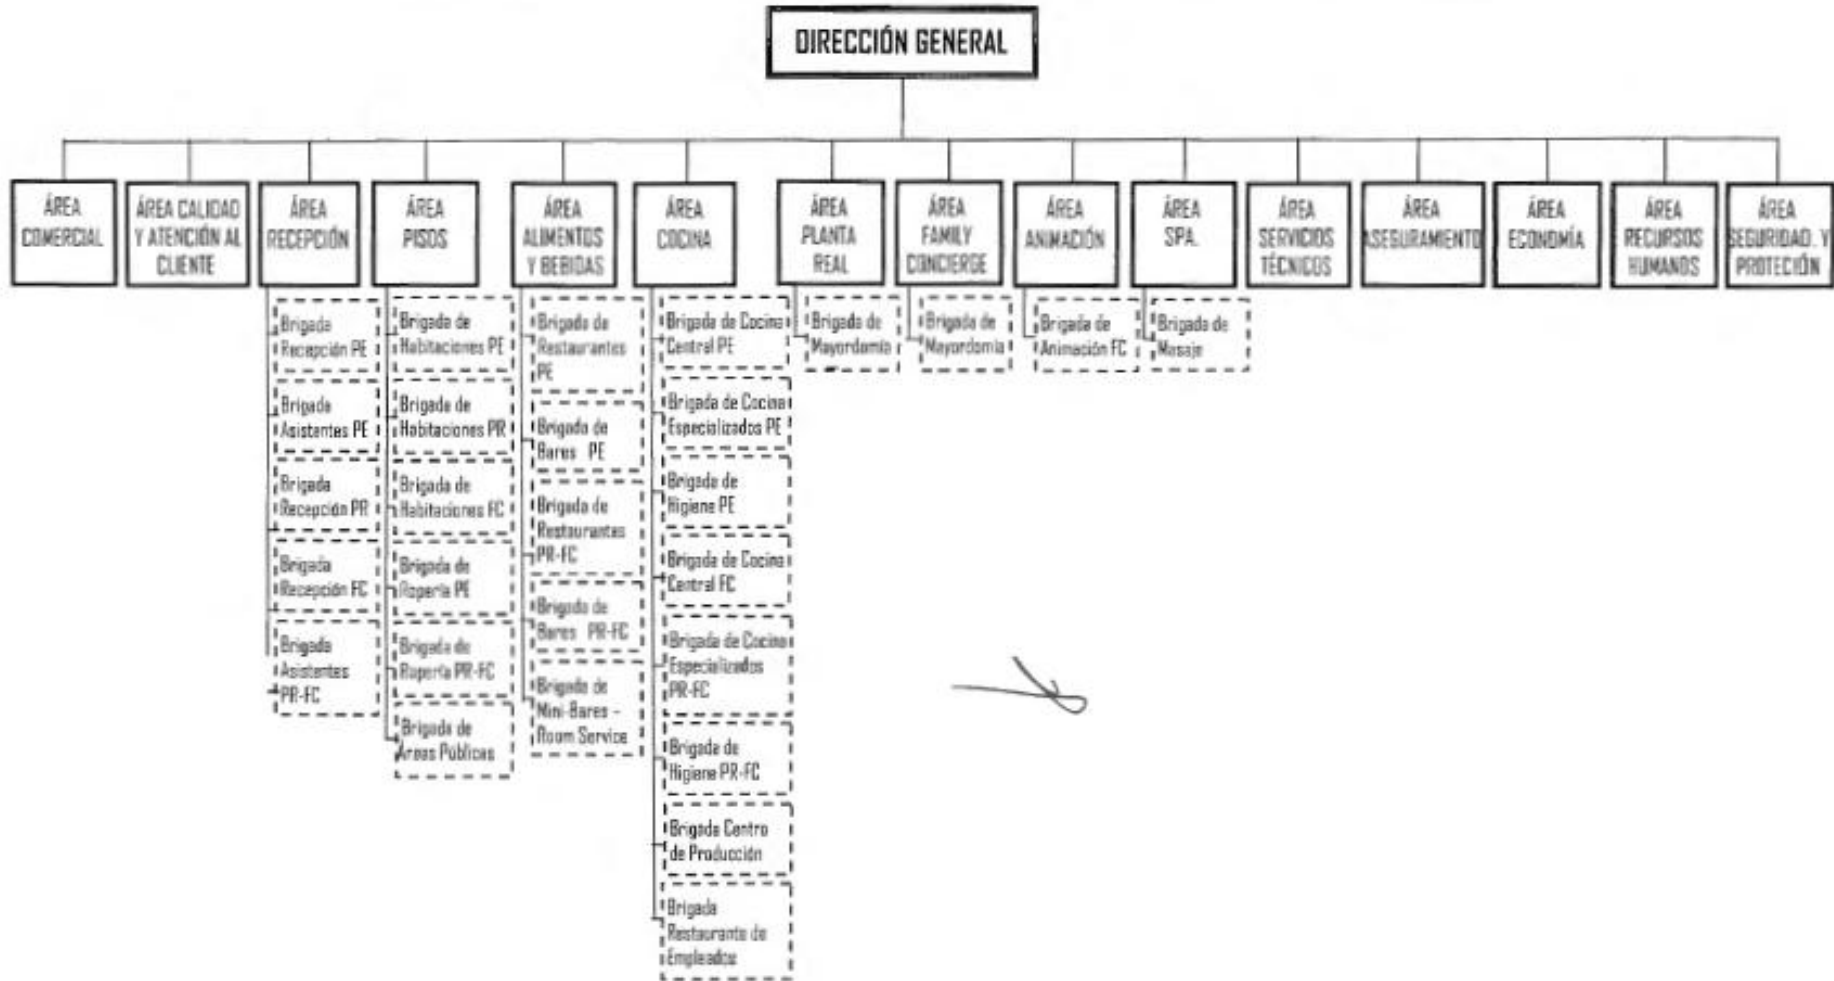 DIRECCIÓN GENERAL
ÁREA
COMERCIAL
ÁREA CALIDAD
Y ATENCIÓN AL
CLIENTE
ÁREA
RECEPCIÓN
ÁREA
PISOS
ÁREA
ALIMENTOS
Y BEBIDAS
ÁREA
COCINA
ÁREA
PLANTA
REAL
ÁREA
FAMILY
CONCIERGE
ÁREA
ANIMACIÓN
ÁREA
SPA.
ÁREA
SERVICIOS
TÉCNICOS
ÁREA
ASEGURAMIENTO
ÁREA
ECONOMÍA
ÁREA
RECURSOS
HUMANOS
ÁREA
SEGURIDAD. Y
PROTECIÓN
Brigada
Recepción PE
Brigada
Asistentes PE
Brigada
Recepción PR
Brigada
Recepción FC
Brigada
Asistentes
PR-FC
Brigada de
Habitaciones PE
Brigada de
Habitaciones PR
Brigada de
Habitaciones FC
Brigada de
Ropería PE
Brigada de
Ropería PR-FC
Brigada de
Áreas Públicas
Brigada de
Restaurantes
PE
Brigada de
Bares PE
Brigada de
Restaurantes
PR-FC
Brigada de
Bares PR-FC
Brigada de
Mini-Bares -
Room Service
Brigada de Cocina
Central PE
Brigada de Cocina
Especializados PE
Brigada de
Higiene PE
Brigada de Cocina
Central FC
Brigada de Cocina
Especializados
PR-FC
Brigada de
Higiene PR-FC
Brigada Centro
de Producción
Brigada
Restaurante de
Empleados
Brigada de
Mayordomía
Brigada de
Mayordomía
Brigada de
Animación FC
Brigada de
Masaje